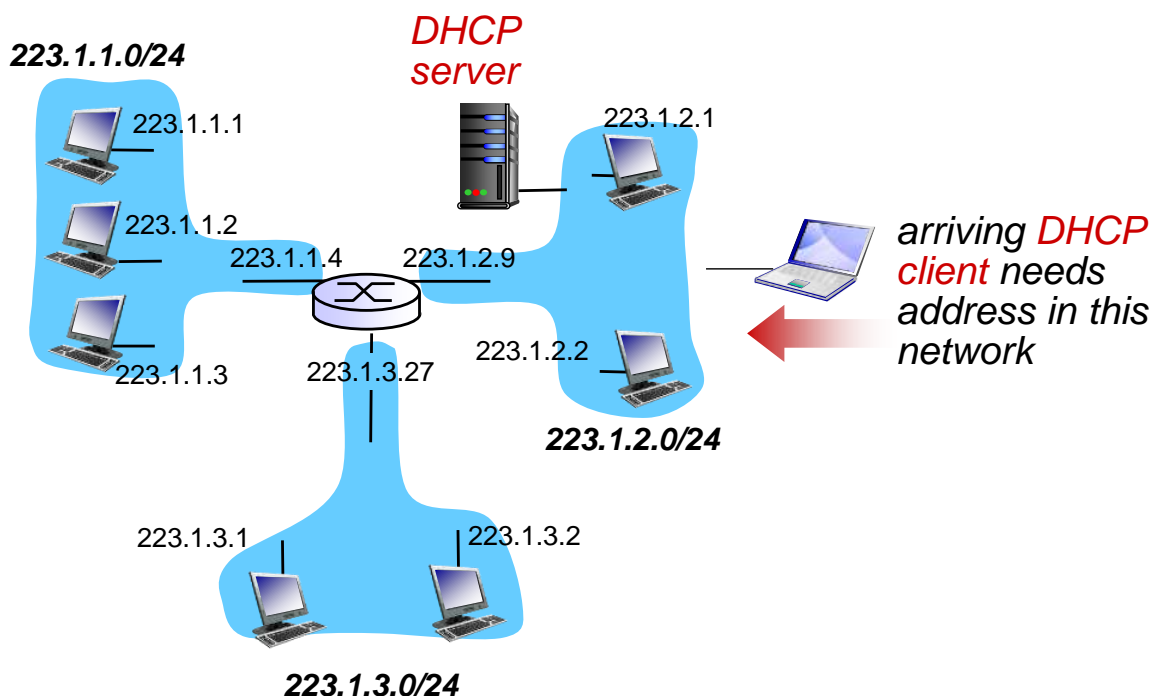 DHCP
server
223.1.1.0/24
223.1.1.1
223.1.2.1
223.1.1.2
223.1.1.4
223.1.2.9
arriving DHCP
client needs
address in this
network
223.1.1.3
223.1.3.27
223.1.2.2
223.1.2.0/24
223.1.3.1
223.1.3.2
223.1.3.0/24